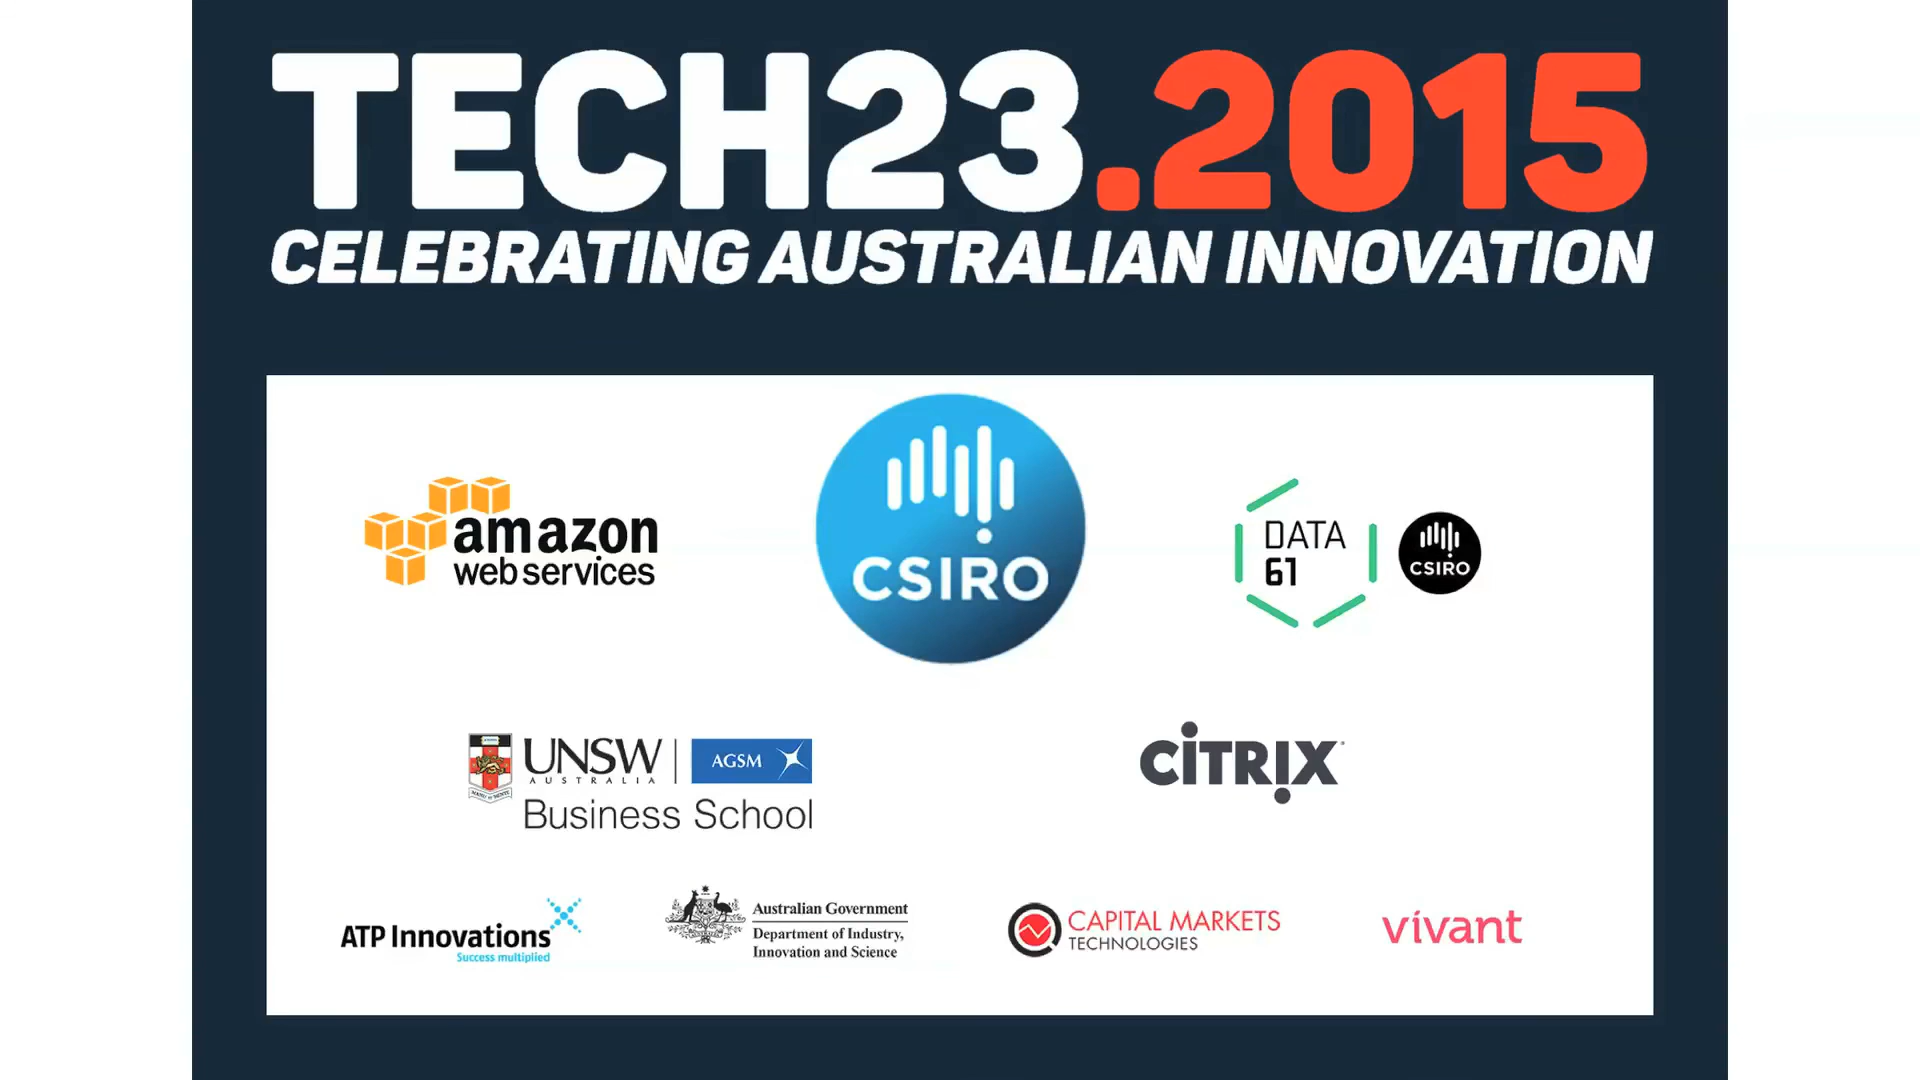 TECH23.2015
CELEBRATING AUSTRALIAN INNOVATION
amazon
web services
CSIRO
DATA
61
CSIRO
UNSW
AUSTRALIA
AGSM
Business School
CITRIX
ATP Innovations
Success multiplied
Australian Government
Department of Industry,
Innovation and Science
CAPITAL MARKETS
TECHNOLOGIES
vivant